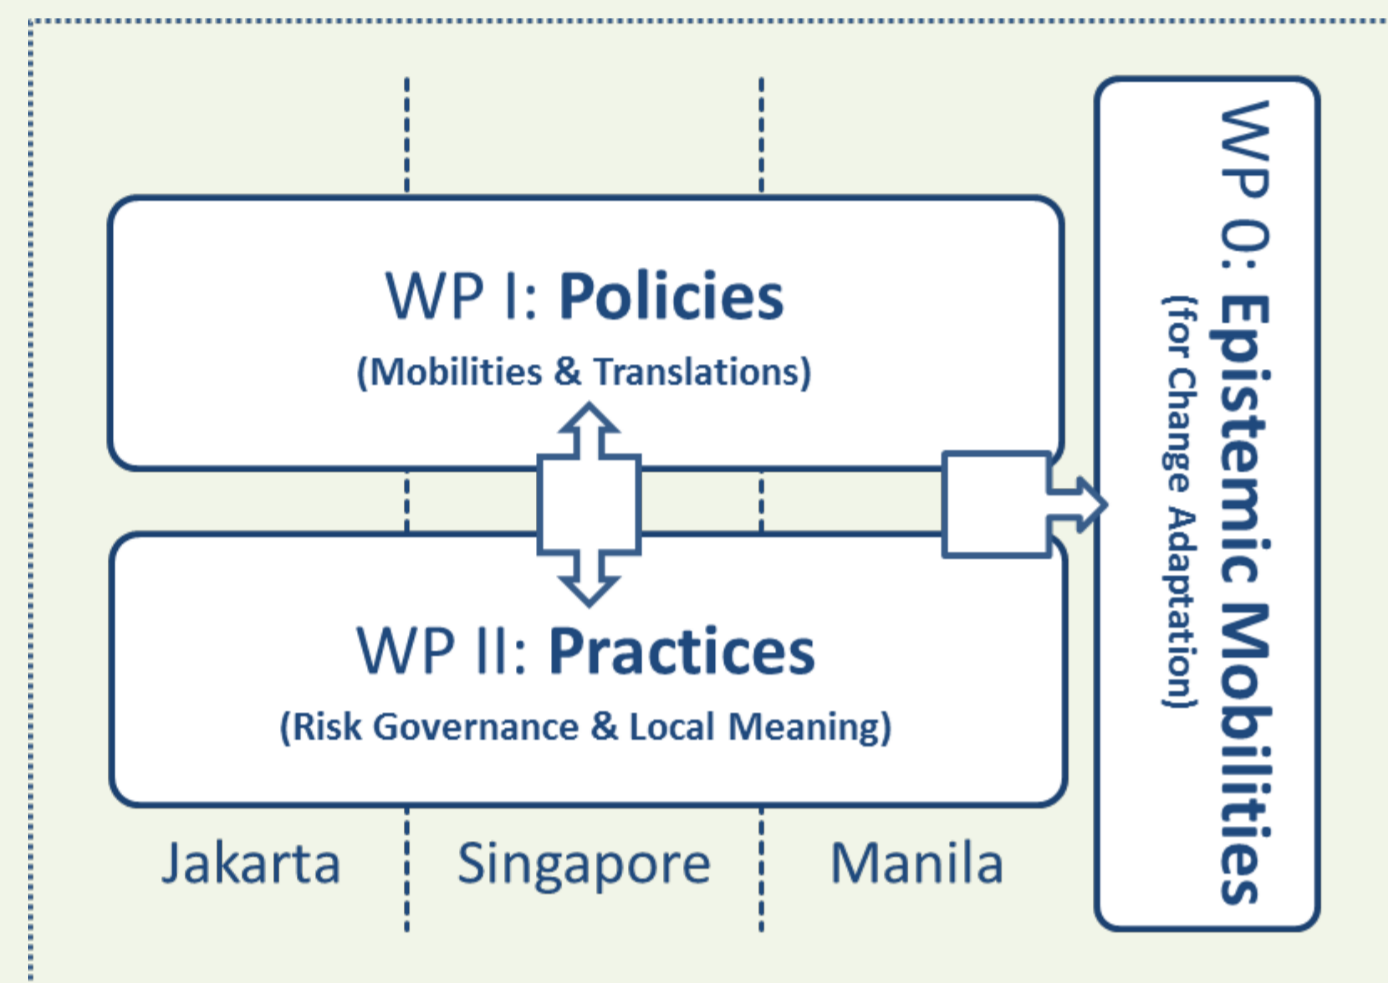 WP I: Policies
(Mobilities & Translations)
WP II: Practices
(Risk Governance & Local Meaning)
Jakarta
Singapore
Manila
WP 0: Epistemic Mobilities
(for Change Adaptation)